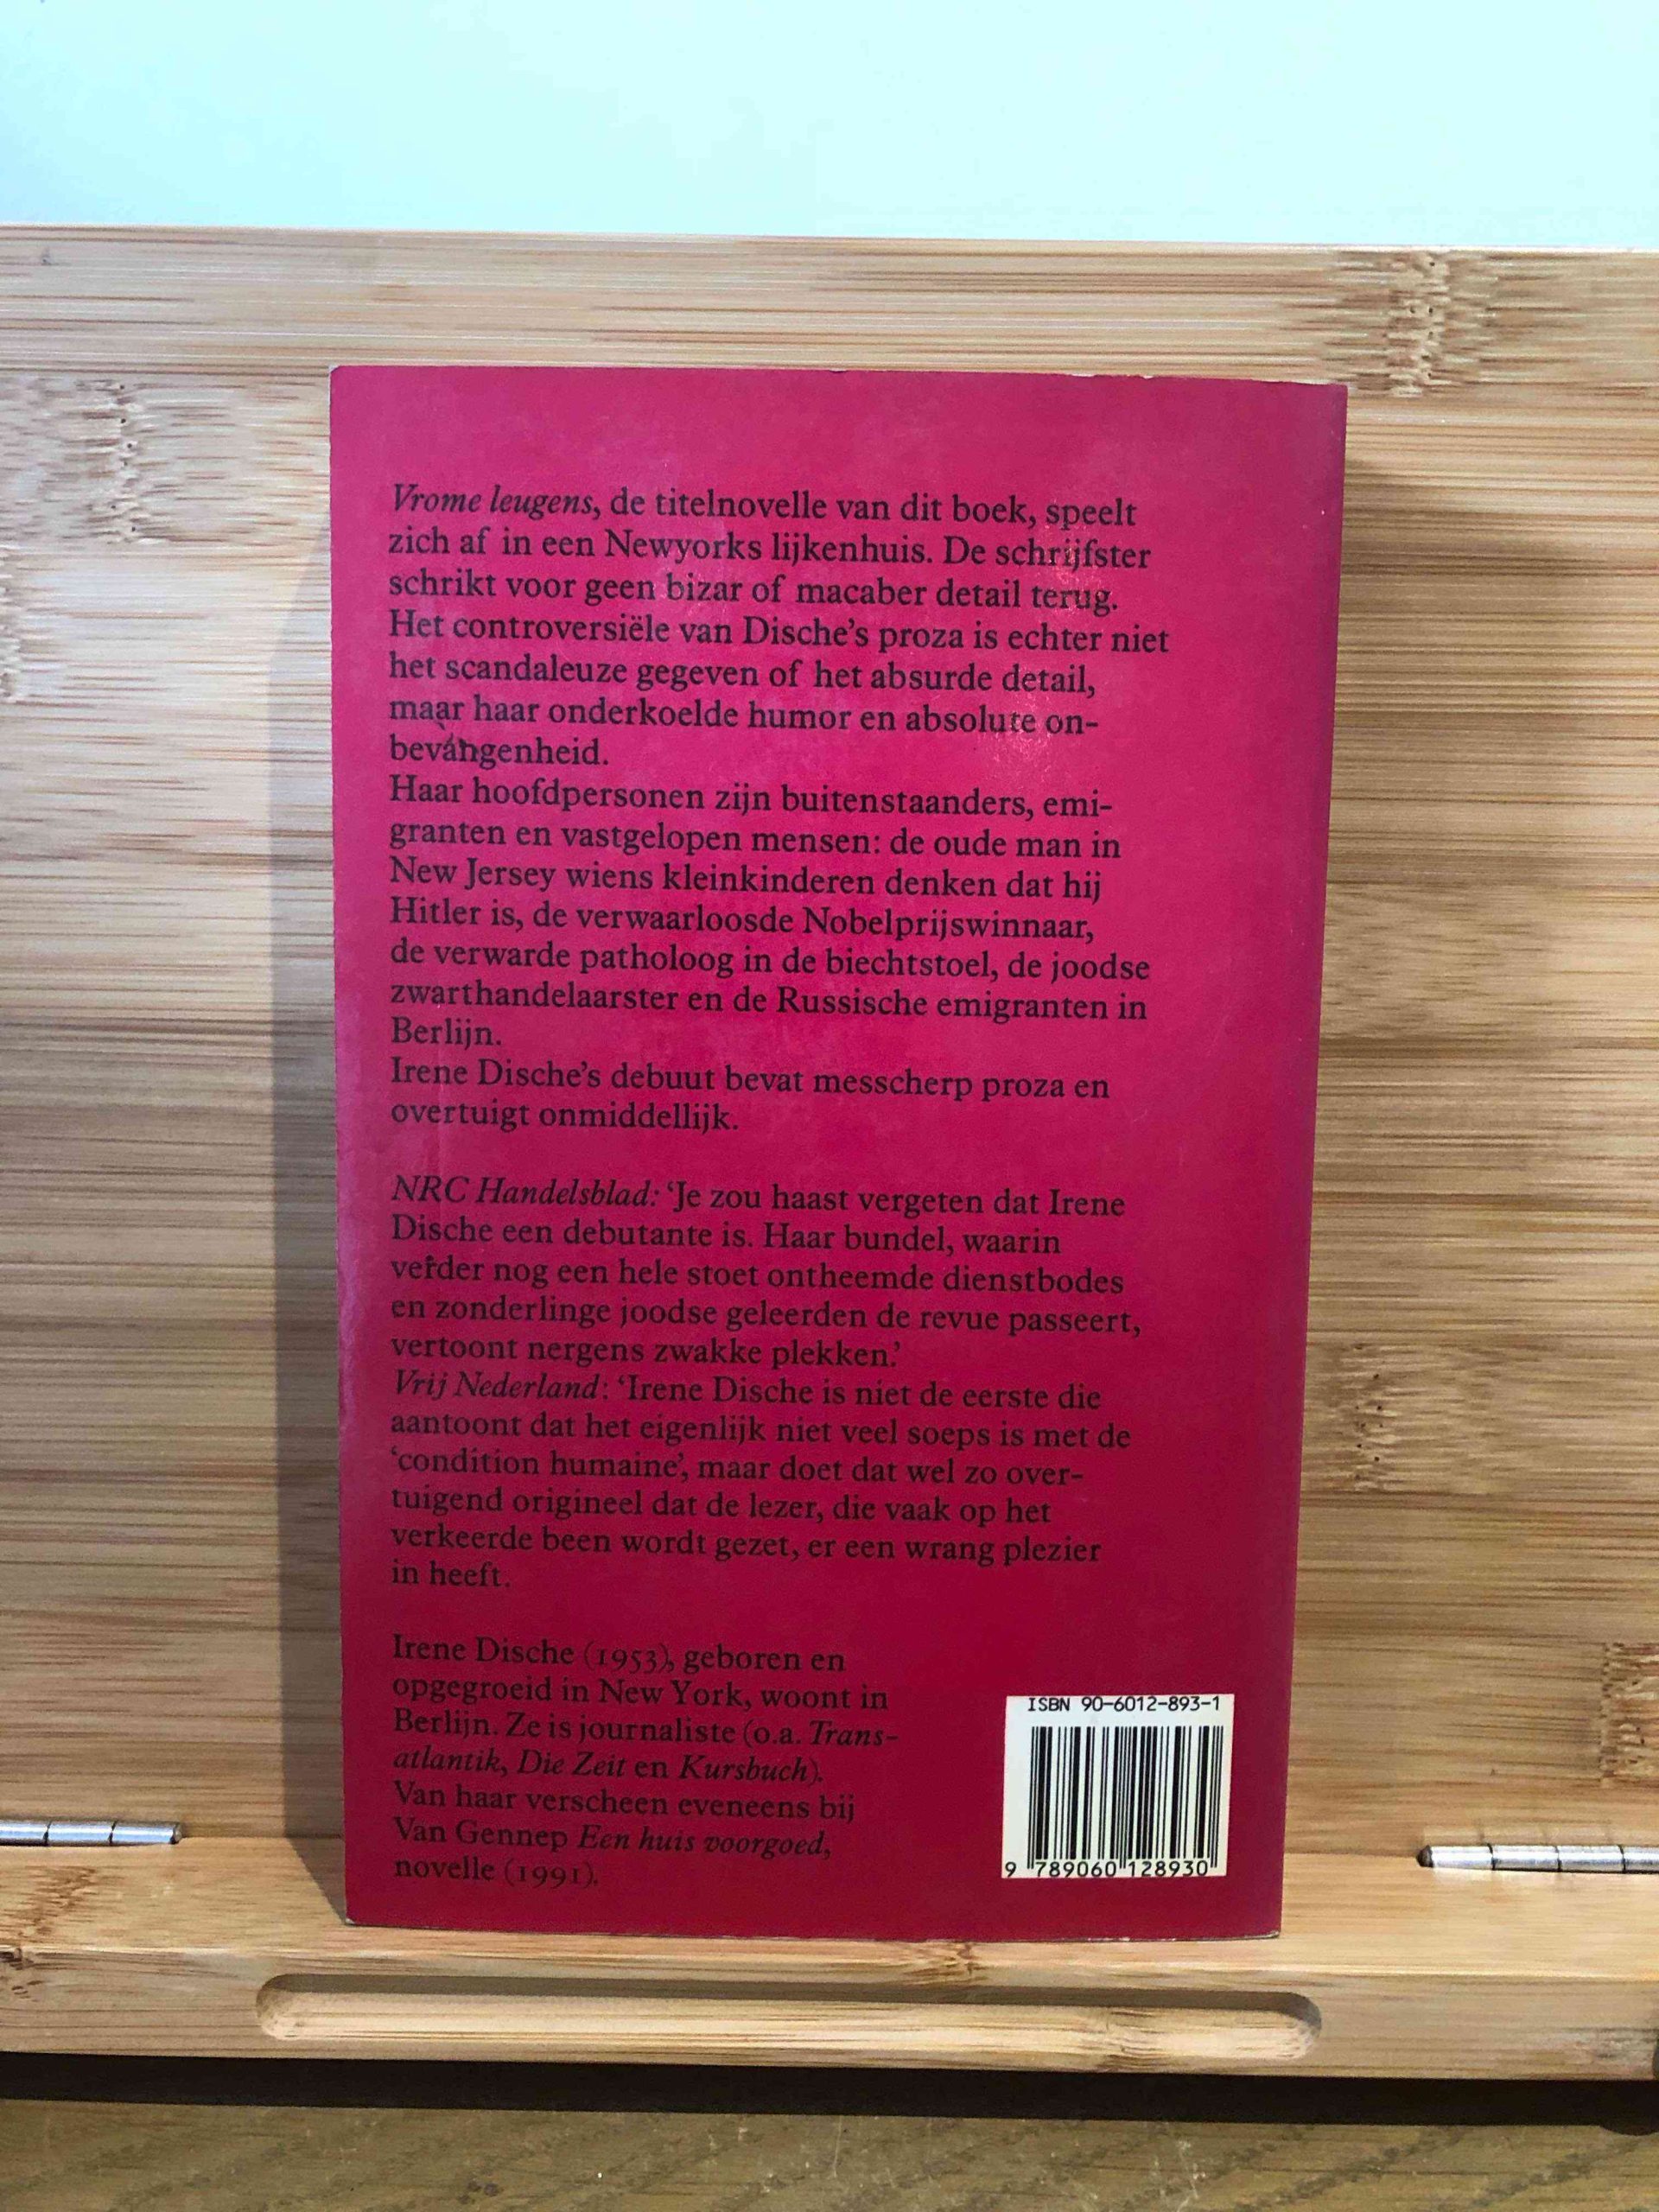 Vrome leugens, de titelnovelle van dit boek, speelt
zich af in een Newyorks lijkenhuis. De schrijfster
schrikt voor geen bizar of macaber detail terug.
Het controversiële van Dische's proza is echter niet
het scandaleuze gegeven of het absurde detail,
maar haar onderkoelde humor en absolute on-
bevangenheid.
Haar hoofdpersonen zijn buitenstaanders, emi-
granten en vastgelopen mensen: de oude man in
New Jersey wiens kleinkinderen denken dat hij
Hitler is, de verwaarloosde Nobelprijswinnaar,
de verwarde patholoog in de biechtstoel, de joodse
zwarthandelaarster en de Russische emigranten in
Berlijn.
Irene Dische's debuut bevat messcherp proza en
overtuigt onmiddellijk.
NRC Handelsblad: 'Je zou haast vergeten dat Irene
Dische een debutante is. Haar bundel, waarin
verder nog een hele stoet ontheemde dienstbodes
en zonderlinge joodse geleerden de revue passeert,
vertoont nergens zwakke plekken.'
Vrij Nederland: 'Irene Dische is niet de eerste die
aantoont dat het eigenlijk niet veel soeps is met de
'condition humaine', maar doet dat wel zo over-
tuigend origineel dat de lezer, die vaak op het
verkeerde been wordt gezet, er een wrang plezier
in heeft.
Irene Dische (1953), geboren en
opgegroeid in New York, woont in
Berlijn. Ze is journaliste (o.a. Trans-
atlantik, Die Zeit en Kursbuch).
Van haar verscheen eveneens bij
Van Gennep Een huis voorgoed,
novelle (1991).
ISBN 90-6012-893-1
9 789060 128930